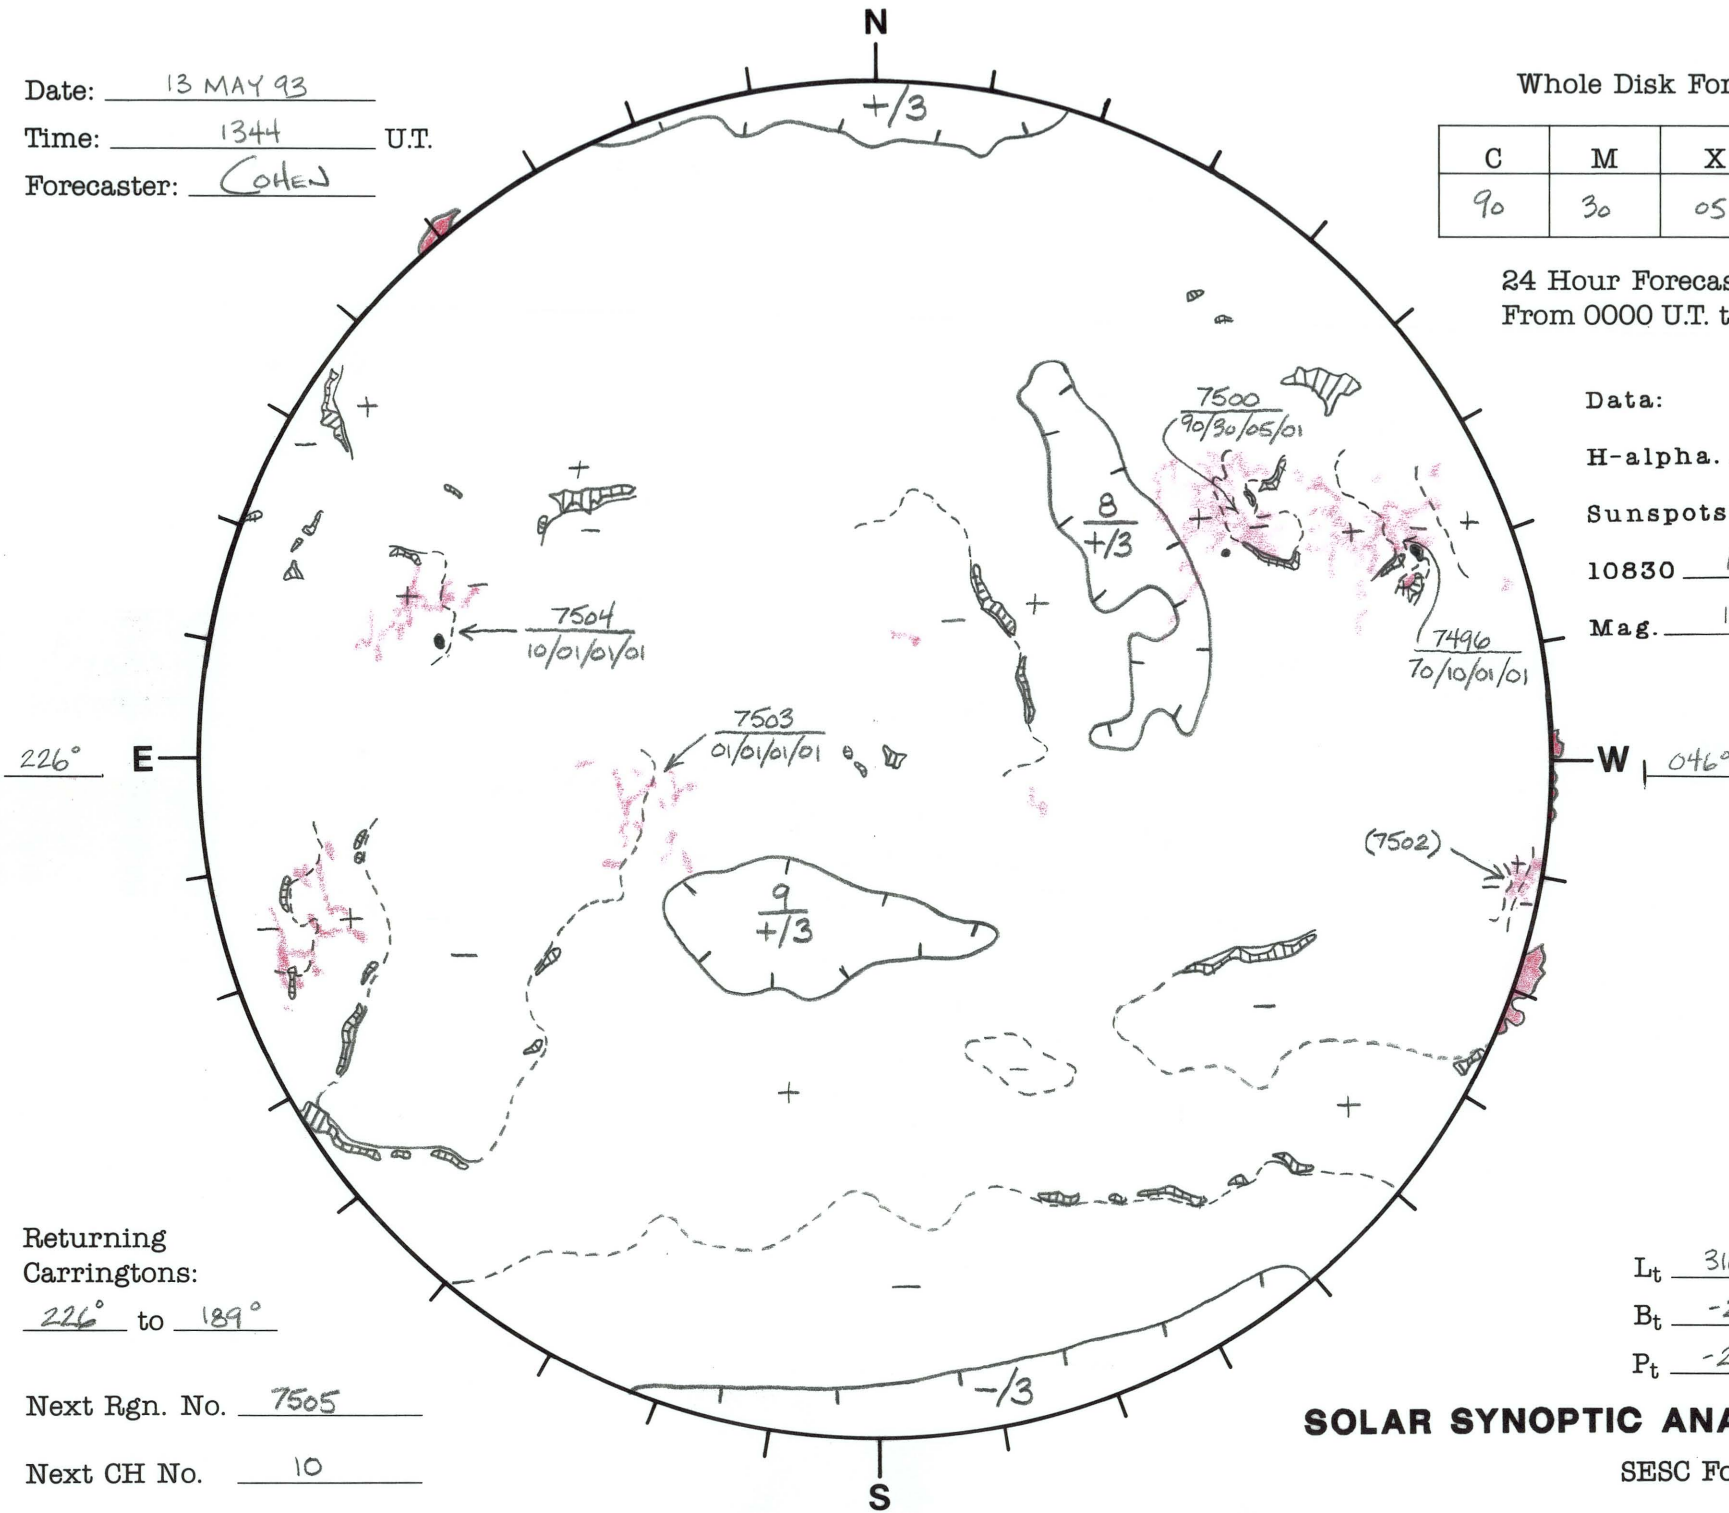 N
Date: 13 MAY 93
Time: 1344 U.T.
Forecaster: COHEN
Whole Disk For
C M X
90 30 05
24 Hour Forecas
From 0000 U.T. t
+/3
7500
90/30/05/01
Data:
H-alpha.
Sunspots
10830
Mag.
8
+/3
7504
10/01/01/01
7496
70/10/01/01
7503
01/01/01/01
226° E
W 046°
(7502)
9
+/3
Returning
Carringtons:
226° to 189°
Next Rgn. No. 7505
Next CH No. 10
-/3
Lt 31
Bt -2
Pt -2
SOLAR SYNOPTIC ANA
SESC Fo
S